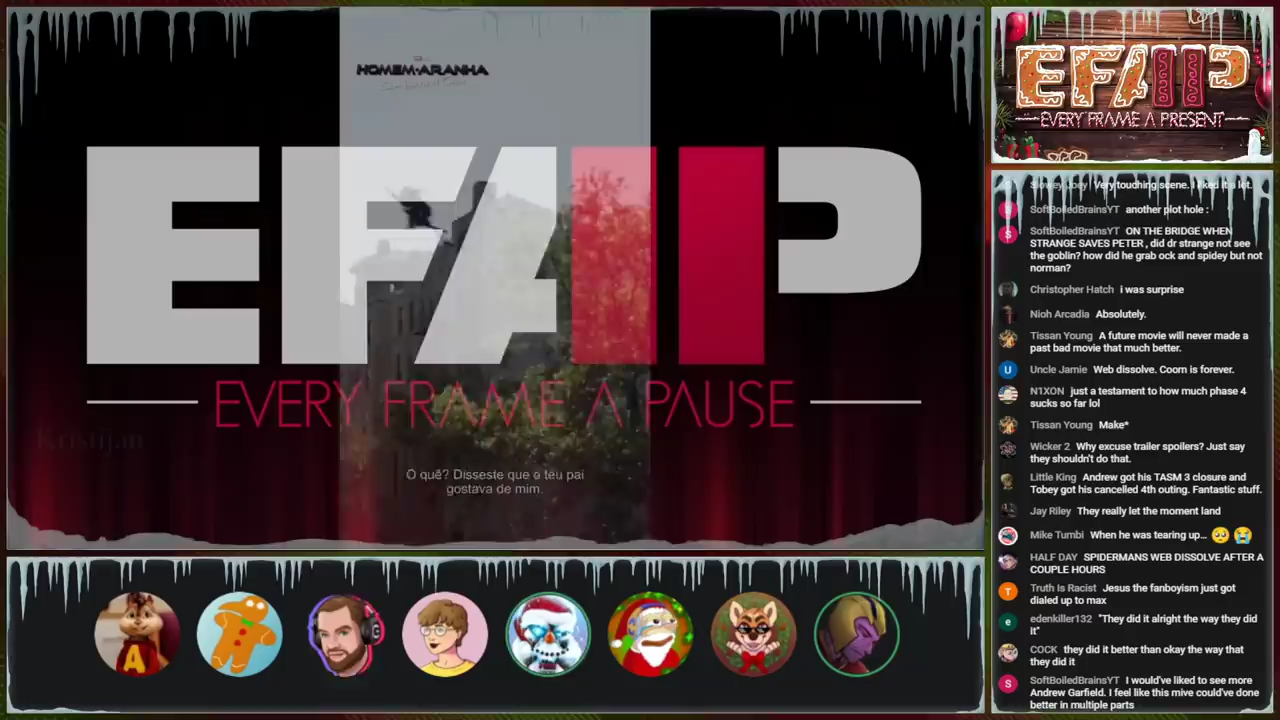 HOMEM-ARANHA
EFAP
EVERY FRAME A PAUSE
O quê? Disseste que o teu pai
gostava de mim.
EFAP
EVERY FRAME A PRESENT
Very touching scene. I liked it a lot.
SoftBoiledBrainsYT another plot hole :
SoftBoiledBrainsYT ON THE BRIDGE WHEN
STRANGE SAVES PETER , did dr strange not see
the goblin? how did he grab ock and spidey but not
norman?
Christopher Hatch i was surprise
Nioh Arcadia Absolutely.
Tissan Young A future movie will never made a
past bad movie that much better.
Uncle Jamie Web dissolve. Coom is forever.
N1XON just a testament to how much phase 4
sucks so far lol
Tissan Young Make*
Wicker 2 Why excuse trailer spoilers? Just say
they shouldn't do that.
Little King Andrew got his TASM 3 closure and
Tobey got his cancelled 4th outing. Fantastic stuff.
Jay Riley They really let the moment land
Mike Tumbi When he was tearing up... 🥺 😭
HALF DAY SPIDERMANS WEB DISSOLVE AFTER A
COUPLE HOURS
Truth Is Racist Jesus the fanboyism just got
dialed up to max
edenkiller132 "They did it alright the way they did
it"
COCK they did it better than okay the way that
they did it
SoftBoiledBrainsYT I would've liked to see more
Andrew Garfield. I feel like this mive could've done
better in multiple parts